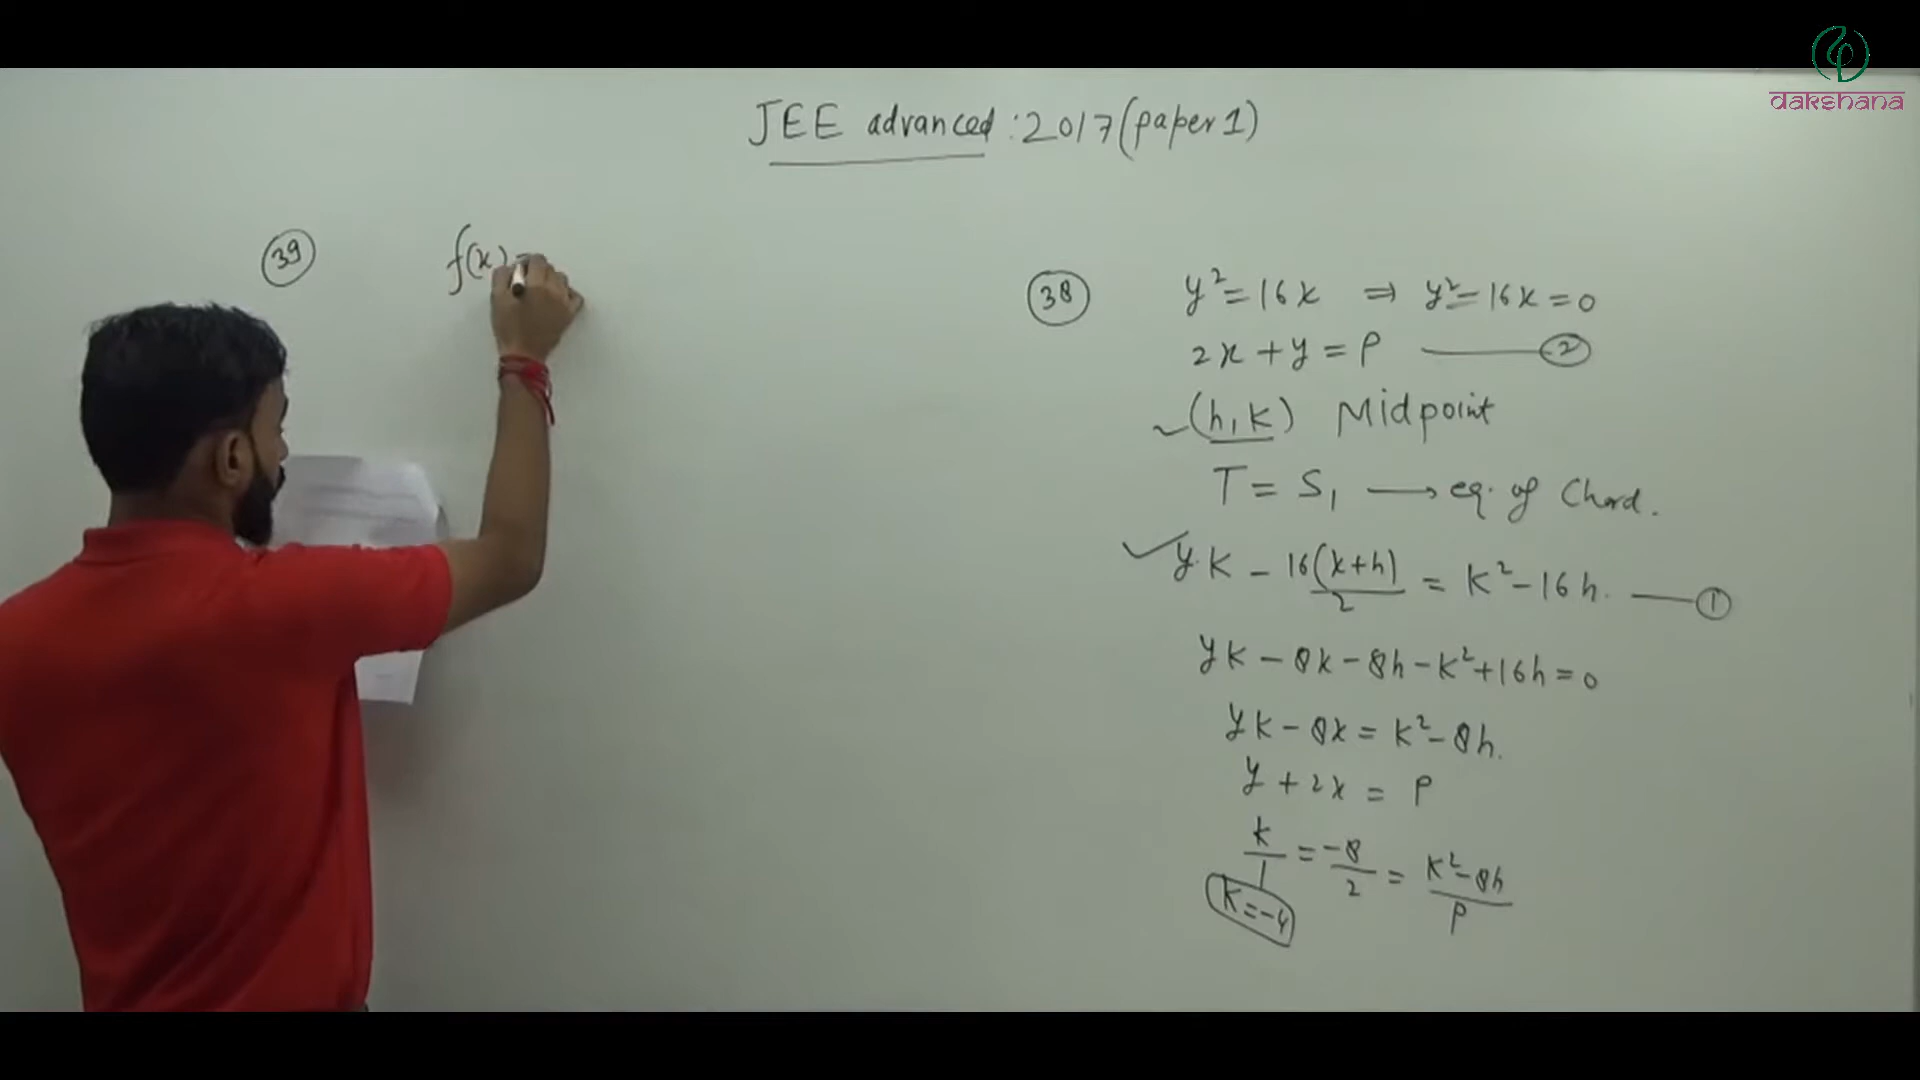 dakshana
JEE advanced : 2017 (paper 1)
39 f(x) =
38 y² = 16x ⇒ y² - 16x = 0
2x + y = P —— 2
✓(h, k) Midpoint
T = S₁ → eq. of Chord.
✓ y.k - 16(x+h)/2 = k² - 16h. —— 1
yk - 8x - 8h - k² + 16h = 0
yk - 8x = k² - 8h.
y + 2x = P
k/1 = -8/2 = k² - 8h/P
k = -4